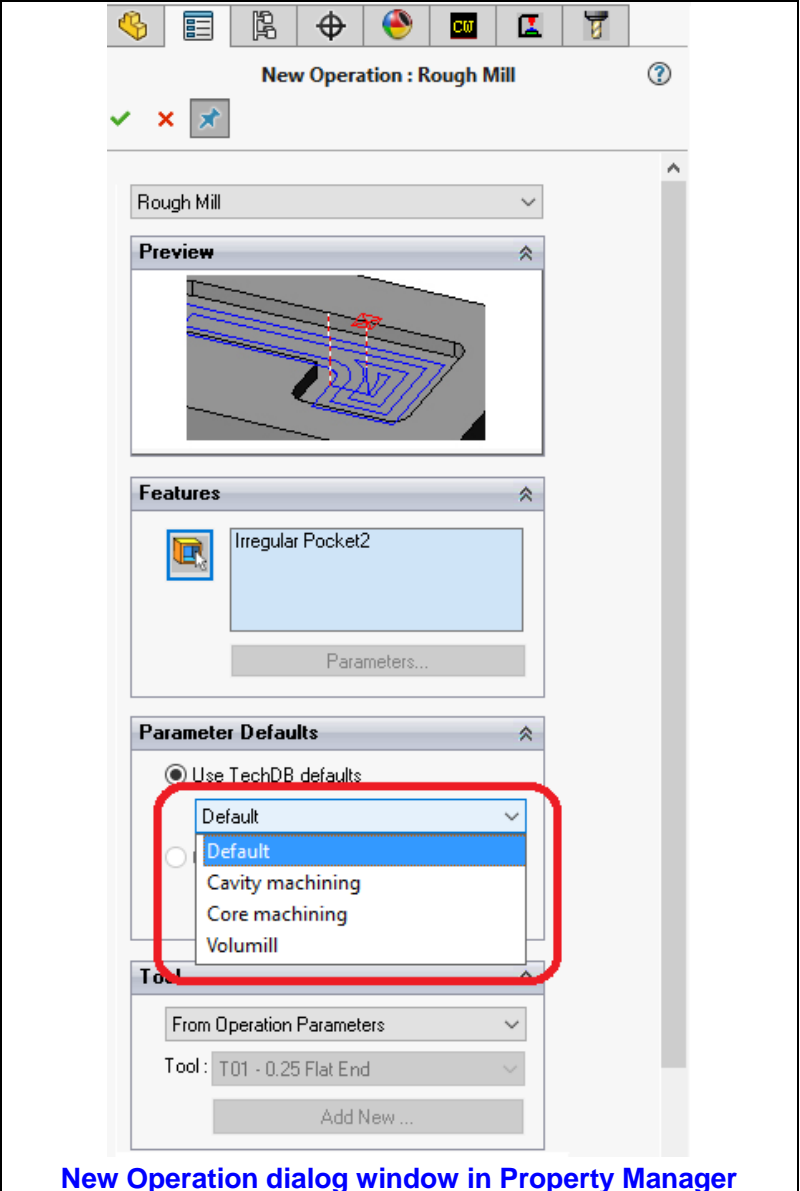 CW
New Operation : Rough Mill
?
Rough Mill
Preview
Features
Irregular Pocket2
Parameters...
Parameter Defaults
Use TechDB defaults
Default
Default
Cavity machining
Core machining
Volumill
Tool
From Operation Parameters
Tool : T01 - 0.25 Flat End
Add New ...
New Operation dialog window in Property Manager